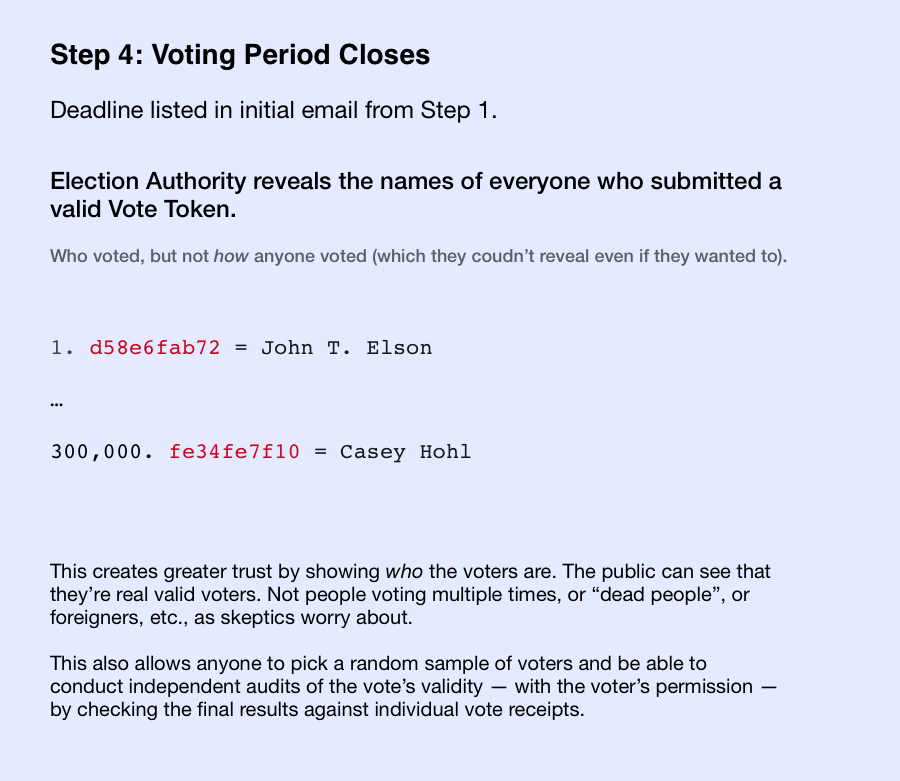 Step 4: Voting Period Closes
Deadline listed in initial email from Step 1.
Election Authority reveals the names of everyone who submitted a
valid Vote Token.
Who voted, but not how anyone voted (which they coudn’t reveal even if they wanted to).
1. d58e6fab72 = John T. Elson
…
300,000. fe34fe7f10 = Casey Hohl
This creates greater trust by showing who the voters are. The public can see that
they’re real valid voters. Not people voting multiple times, or “dead people”, or
foreigners, etc., as skeptics worry about.
This also allows anyone to pick a random sample of voters and be able to
conduct independent audits of the vote’s validity — with the voter’s permission —
by checking the final results against individual vote receipts.